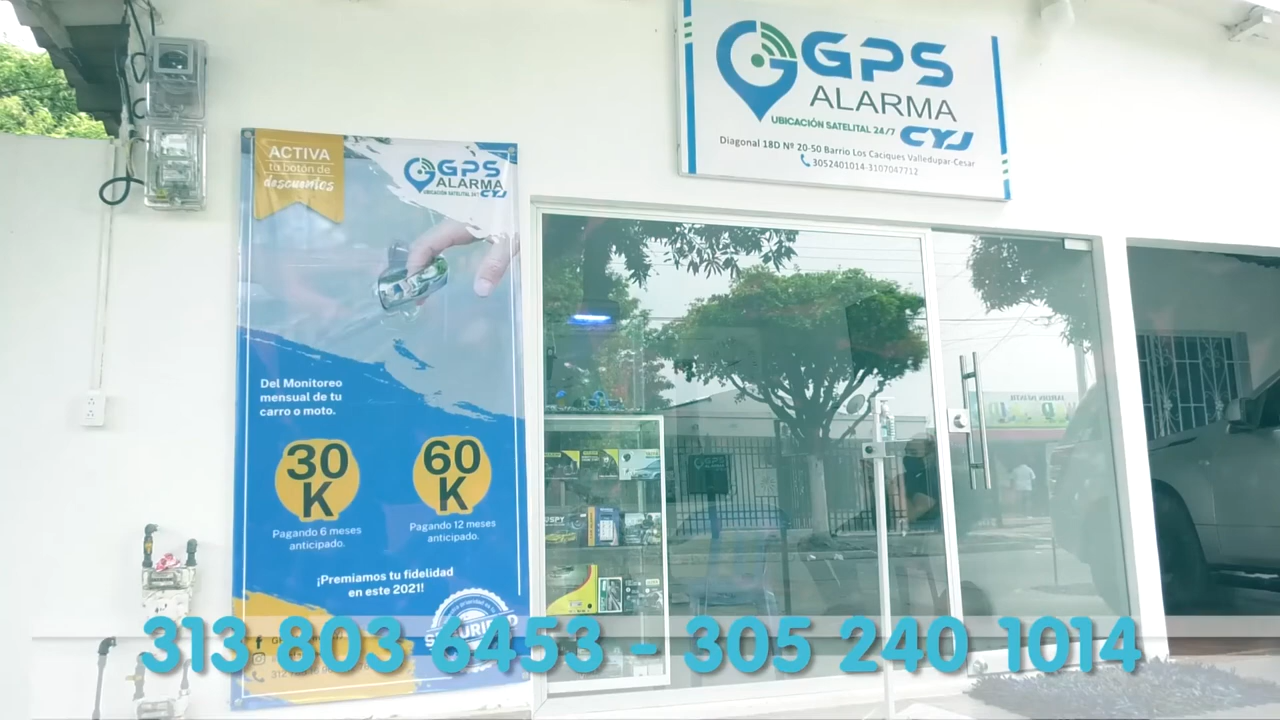 GPS
ALARMA
UBICACIÓN SATELITAL 24/7
CYJ
Diagonal 18D Nº 20-50 Barrio Los Caciques Valledupar-Cesar
3052401014-3107047712
ACTIVA
tu botón de
descuentos
GPS
ALARMA
UBICACIÓN SATELITAL 24/7
CYJ
Del Monitoreo
mensual de tu
carro o moto.
30
K
60
K
Pagando 6 meses
anticipado.
Pagando 12 meses
anticipado.
¡Premiamos tu fidelidad
en este 2021!
GPS
313 803 6453 - 305 240 1014